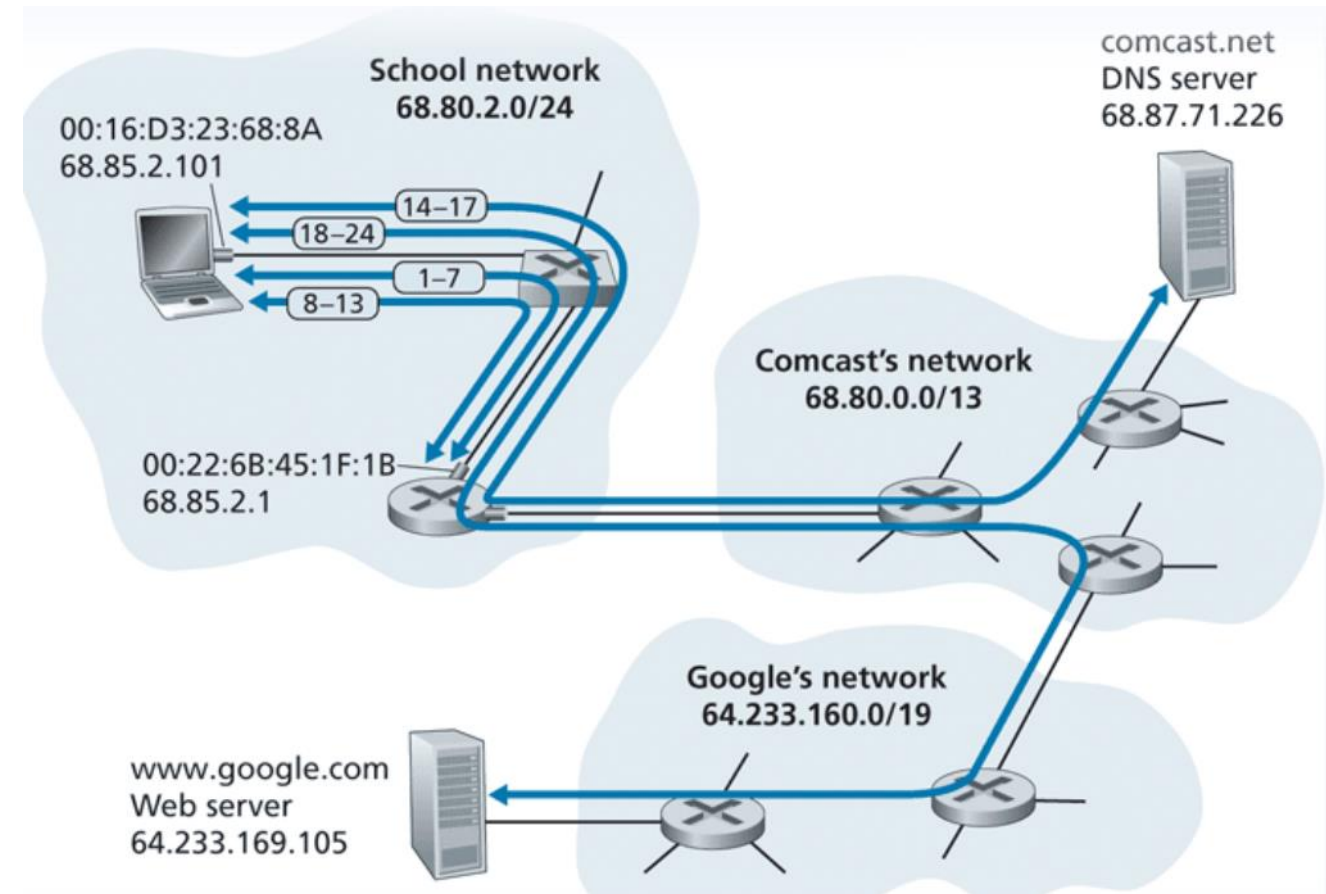 School network
68.80.2.0/24
comcast.net
DNS server
68.87.71.226
00:16:D3:23:68:8A
68.85.2.101
14–17
18–24
1–7
8–13
Comcast's network
68.80.0.0/13
00:22:6B:45:1F:1B
68.85.2.1
Google's network
64.233.160.0/19
www.google.com
Web server
64.233.169.105